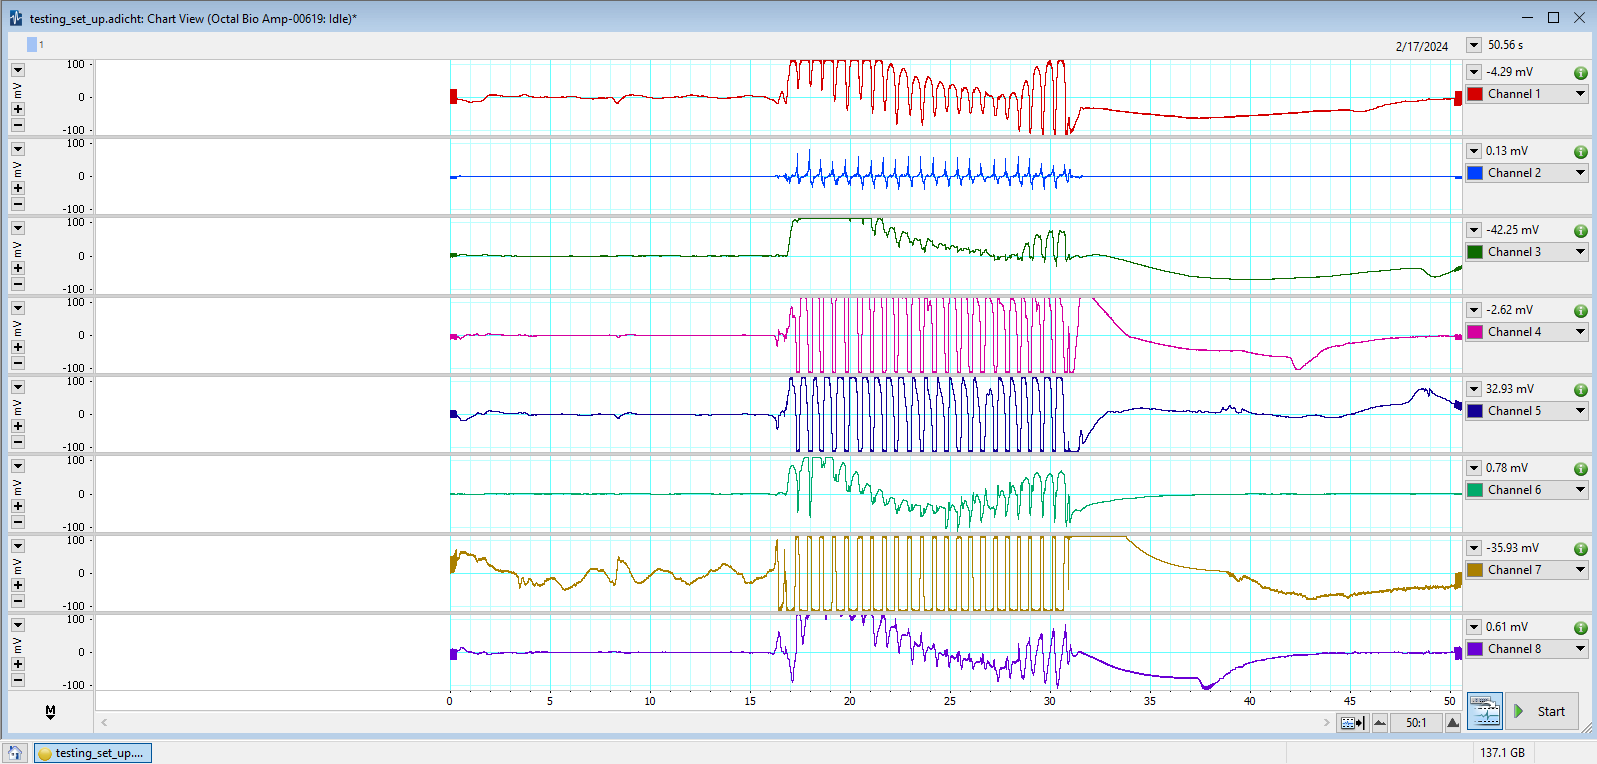 testing_set_up.adicht: Chart View (Octal Bio Amp-00619: Idle)*
1
2/17/2024
50.56 s
100
0
-100
mV
-4.29 mV
Channel 1
100
0
-100
mV
0.13 mV
Channel 2
100
0
-100
mV
-42.25 mV
Channel 3
100
0
-100
mV
-2.62 mV
Channel 4
100
0
-100
mV
32.93 mV
Channel 5
100
0
-100
mV
0.78 mV
Channel 6
100
0
-100
mV
-35.93 mV
Channel 7
100
0
-100
mV
0.61 mV
Channel 8
0 5 10 15 20 25 30 35 40 45 50
M
50:1
Start
testing_set_up....
137.1 GB